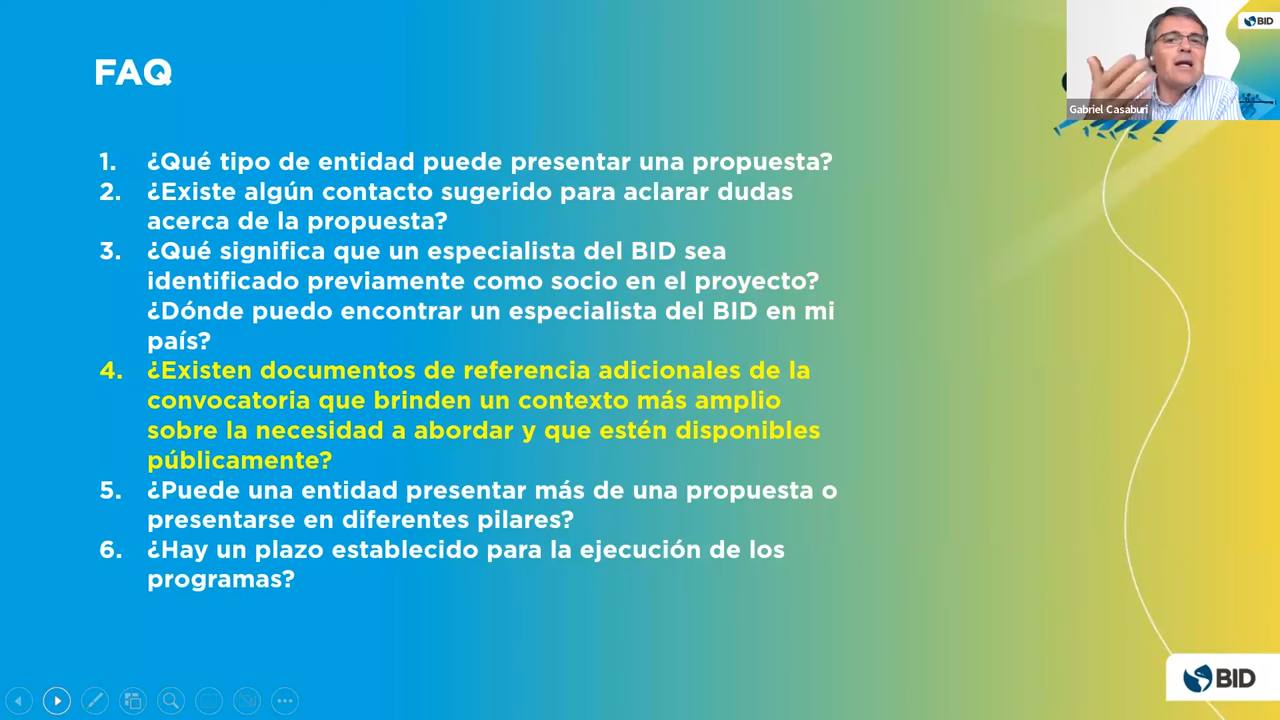 FAQ
BID
Gabriel Casaburi
1. ¿Qué tipo de entidad puede presentar una propuesta?
2. ¿Existe algún contacto sugerido para aclarar dudas
acerca de la propuesta?
3. ¿Qué significa que un especialista del BID sea
identificado previamente como socio en el proyecto?
¿Dónde puedo encontrar un especialista del BID en mi
país?
4. ¿Existen documentos de referencia adicionales de la
convocatoria que brinden un contexto más amplio
sobre la necesidad a abordar y que estén disponibles
públicamente?
5. ¿Puede una entidad presentar más de una propuesta o
presentarse en diferentes pilares?
6. ¿Hay un plazo establecido para la ejecución de los
programas?
BID